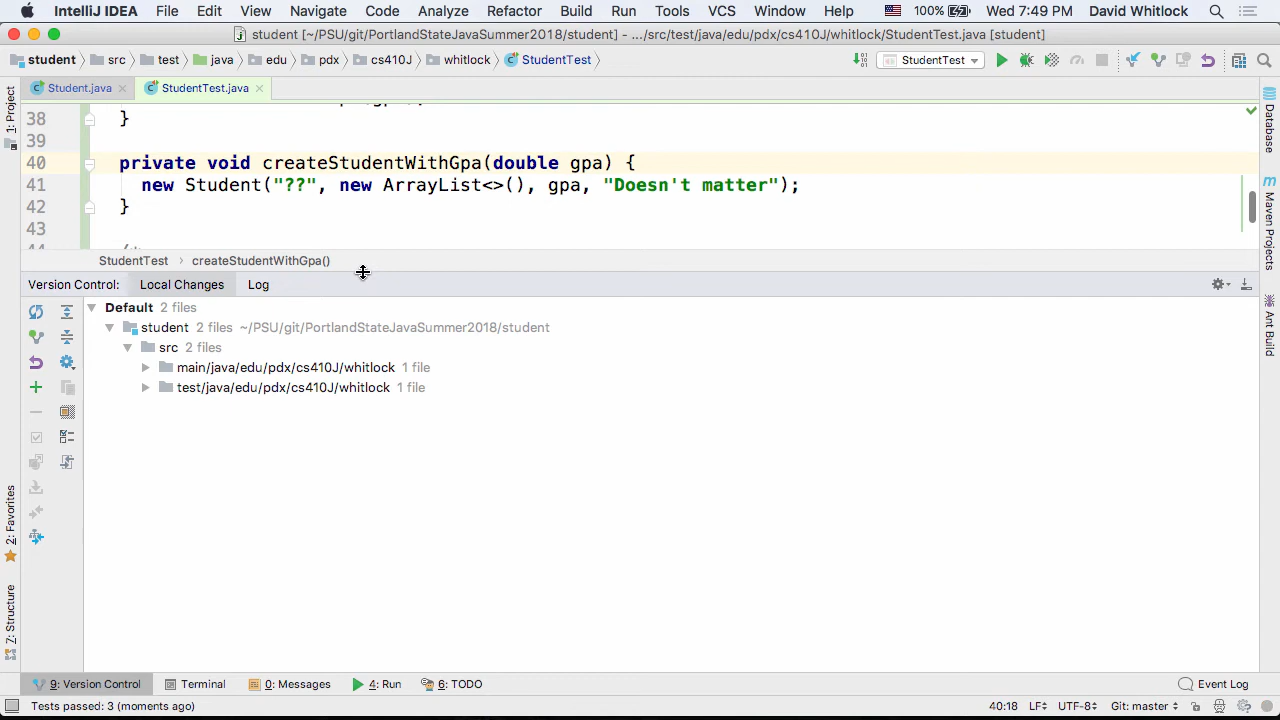 IntelliJ IDEA File Edit View Navigate Code Analyze Refactor Build Run Tools VCS Window Help 100% Wed 7:49 PM David Whitlock
student [~/PSU/git/PortlandStateJavaSummer2018/student] - .../src/test/java/edu/pdx/cs410J/whitlock/StudentTest.java [student]
student src test java edu pdx cs410J whitlock StudentTest StudentTest
Student.java StudentTest.java
38 }
39
40 private void createStudentWithGpa(double gpa) {
41 new Student("??", new ArrayList<>(), gpa, "Doesn't matter");
42 }
43
44 /*
StudentTest createStudentWithGpa()
Version Control: Local Changes Log
Default 2 files
student 2 files ~/PSU/git/PortlandStateJavaSummer2018/student
src 2 files
main/java/edu/pdx/cs410J/whitlock 1 file
test/java/edu/pdx/cs410J/whitlock 1 file
1: Project
2: Favorites
7: Structure
Database
Maven Projects
Ant Build
9: Version Control Terminal 0: Messages 4: Run 6: TODO Event Log
Tests passed: 3 (moments ago) 40:18 LF UTF-8 Git: master